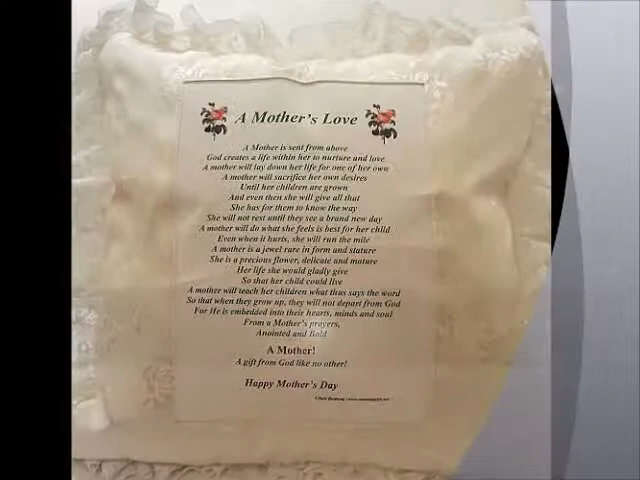 A Mother's Love
A Mother is sent from above
God creates a life within her to nurture and love
A mother will lay down her life for one of her own
A mother will sacrifice her own desires
Until her children are grown
And even then she will give all that
She has for them to know the way
She will not rest until they see a brand new day
A mother will do what she feels is best for her child
Even when it hurts, she will run the mile
A mother is a jewel rare in form and stature
She is a precious flower, delicate and mature
Her life she would gladly give
So that her child could live
A mother will teach her children what thus says the word
So that when they grow up, they will not depart from God
For He is embedded into their hearts, minds and soul
From a Mother's prayers,
Anointed and Bold
A Mother!
A gift from God like no other!
Happy Mother's Day